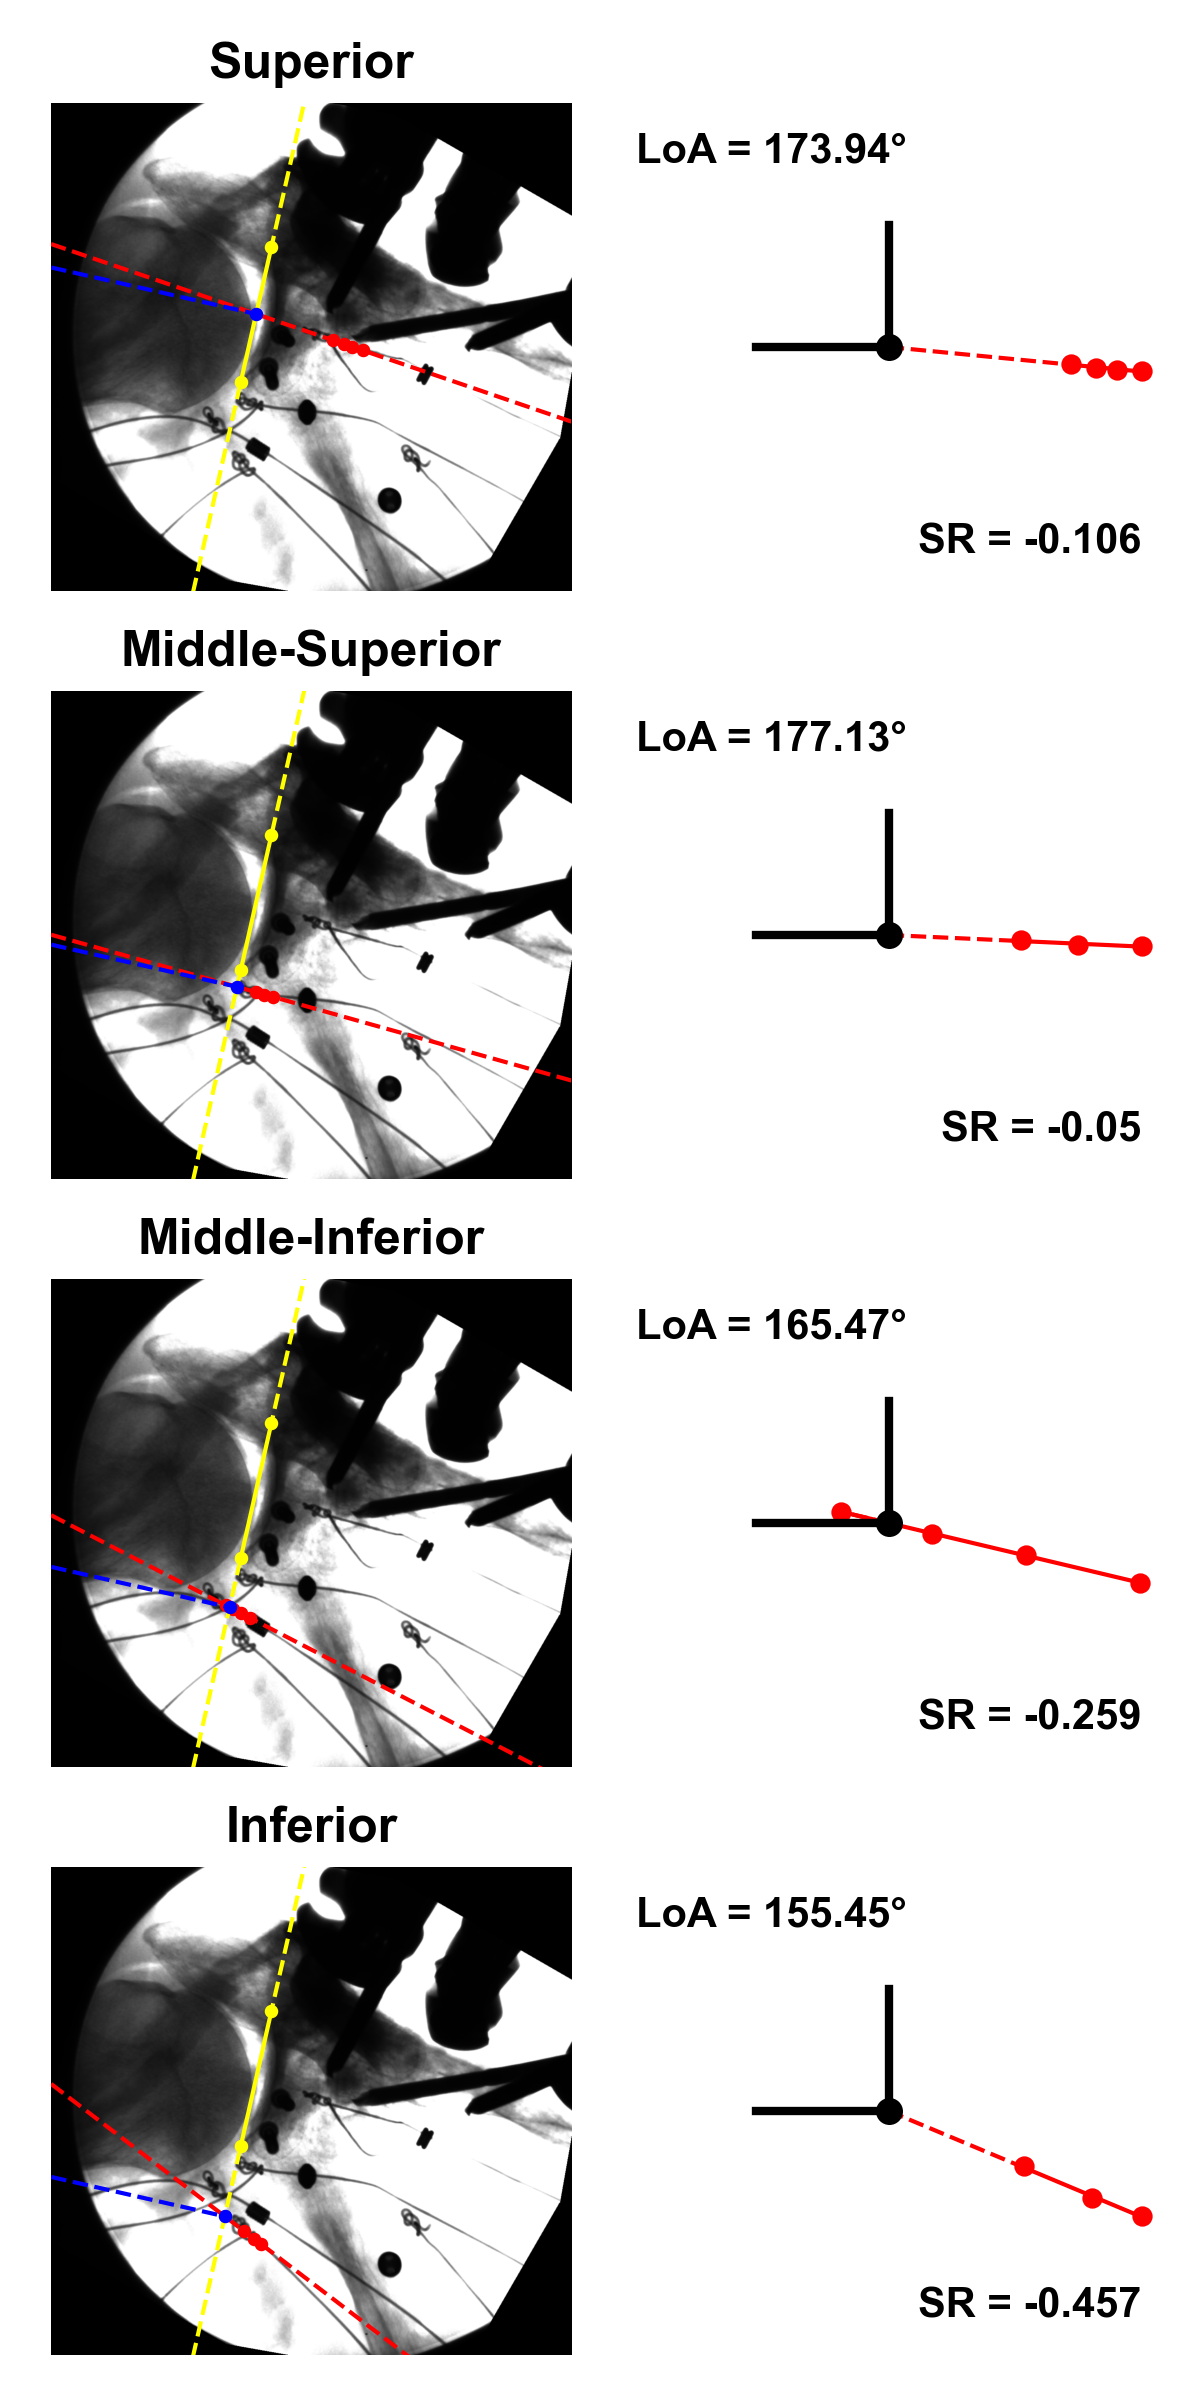 Superior
LoA = 173.94°
SR = -0.106
Middle-Superior
LoA = 177.13°
SR = -0.05
Middle-Inferior
LoA = 165.47°
SR = -0.259
Inferior
LoA = 155.45°
SR = -0.457